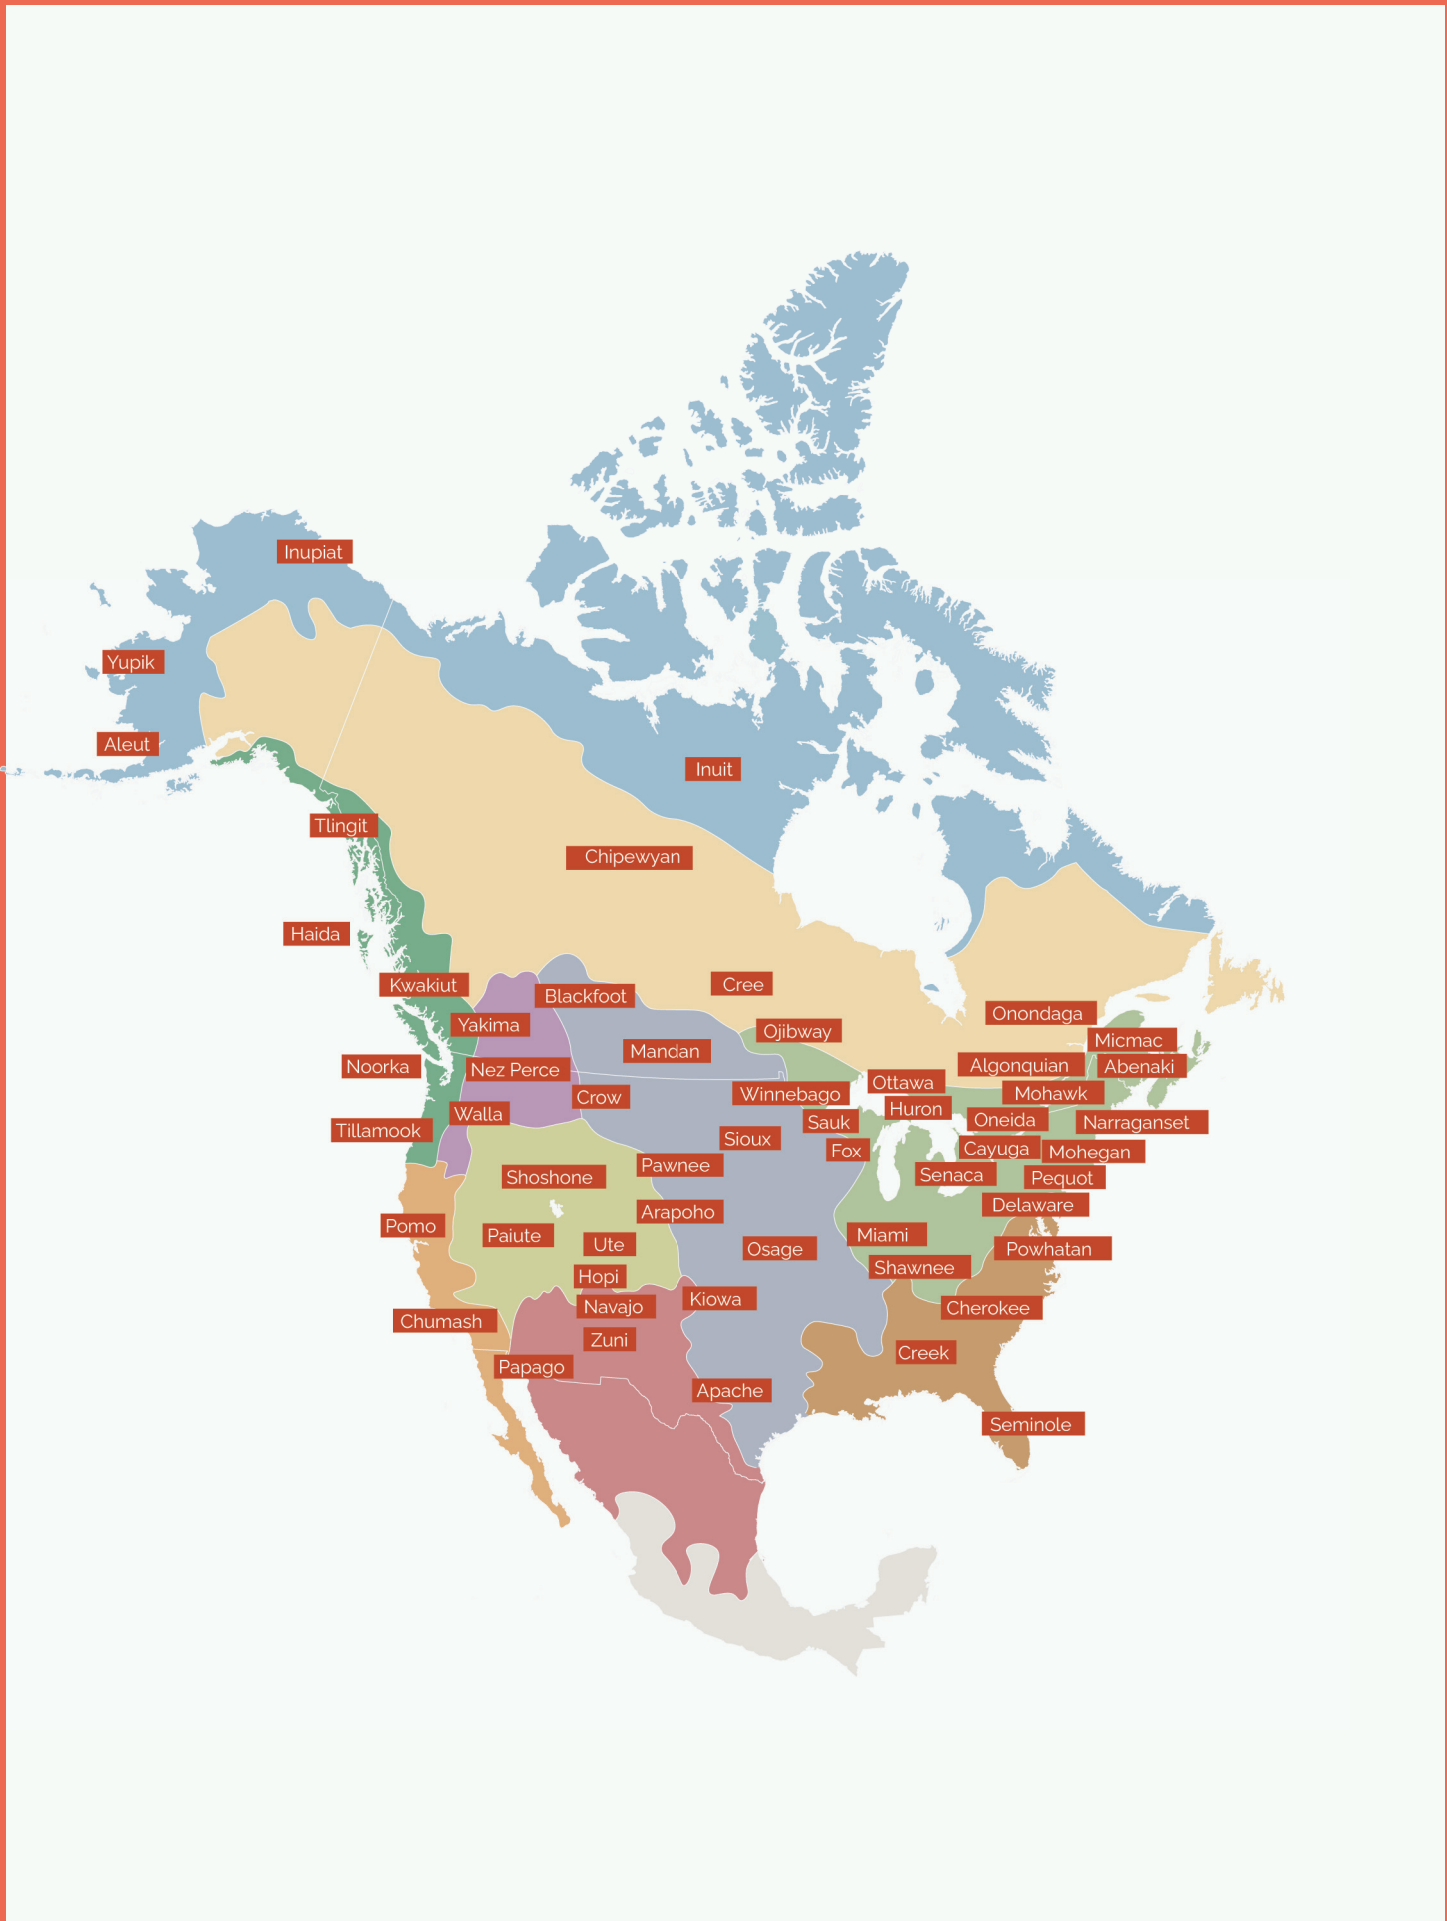 Inupiat
Yupik
Aleut
Inuit
Tlingit
Chipewyan
Haida
Kwakiut
Cree
Blackfoot
Onondaga
Yakima
Ojibway
Micmac
Mandan
Noorka
Nez Perce
Algonquian
Abenaki
Ottawa
Winnebago
Mohawk
Crow
Huron
Walla
Oneida
Narraganset
Sauk
Tillamook
Sioux
Fox
Cayuga
Mohegan
Pawnee
Senaca
Shoshone
Pequot
Delaware
Arapoho
Pomo
Paiute
Miami
Ute
Osage
Powhatan
Shawnee
Hopi
Kiowa
Navajo
Cherokee
Chumash
Zuni
Creek
Papago
Apache
Seminole